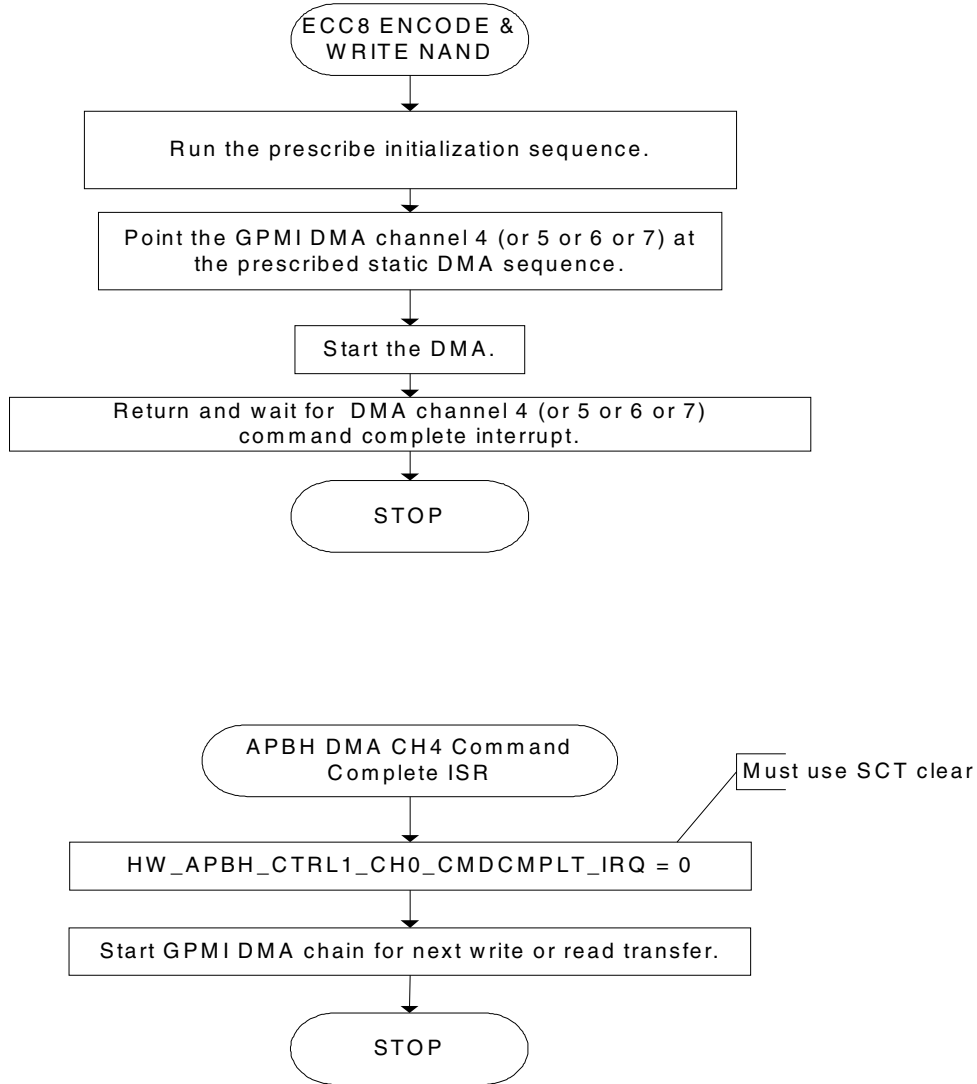 ECC8 ENCODE &
WRITE NAND
Run the prescribe initialization sequence.
Point the GPMI DMA channel 4 (or 5 or 6 or 7) at
the prescribed static DMA sequence.
Start the DMA.
Return and wait for DMA channel 4 (or 5 or 6 or 7)
command complete interrupt.
STOP
APBH DMA CH4 Command
Complete ISR
Must use SCT clear
HW_APBH_CTRL1_CH0_CMDCMPLT_IRQ = 0
Start GPMI DMA chain for next write or read transfer.
STOP